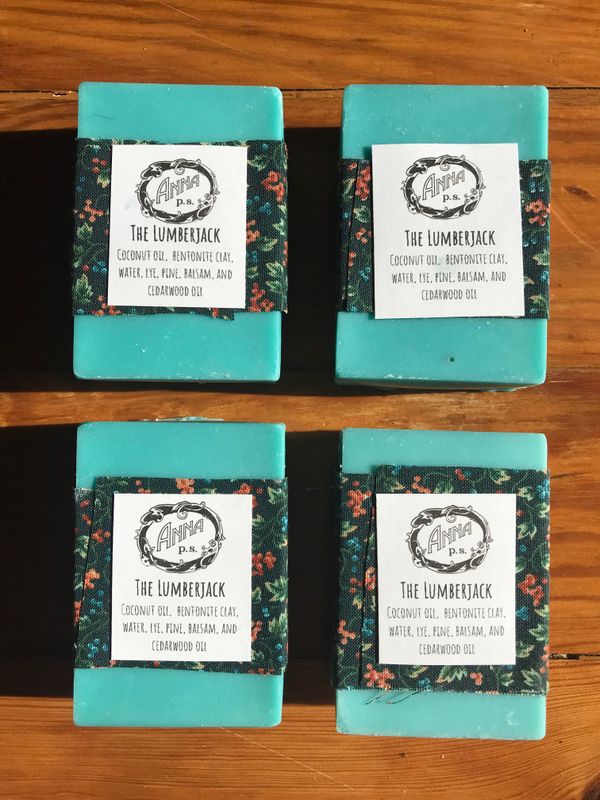 ANNA
p.s.
THE LUMBERJACK
COCONUT OIL, BENTONITE CLAY,
WATER, LYE, PINE, BALSAM, AND
CEDARWOOD OIL
ANNA
p.s.
THE LUMBERJACK
COCONUT OIL, BENTONITE CLAY,
WATER, LYE, PINE, BALSAM, AND
CEDARWOOD OIL
ANNA
p.s.
THE LUMBERJACK
COCONUT OIL, BENTONITE CLAY,
WATER, LYE, PINE, BALSAM, AND
CEDARWOOD OIL
ANNA
p.s.
THE LUMBERJACK
COCONUT OIL, BENTONITE CLAY,
WATER, LYE, PINE, BALSAM, AND
CEDARWOOD OIL